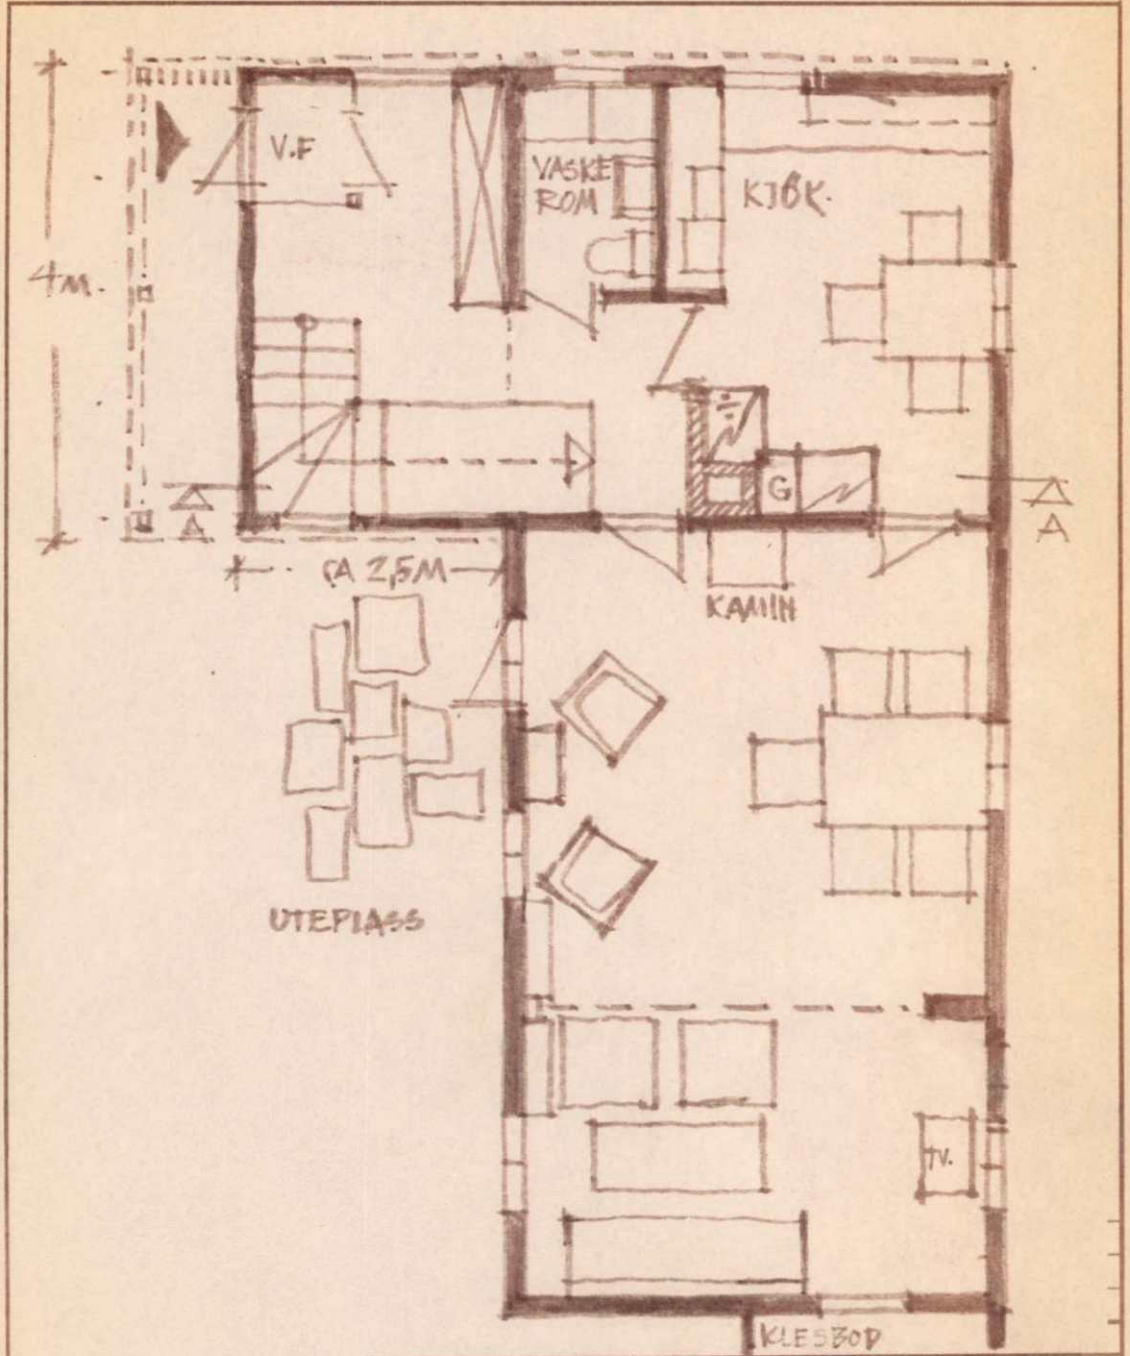 V.F
VASKE
ROM
KJØK.
4M.
G
A
A
CA 2,5M
KAMIN
UTEPLASS
TV.
KLESBOD